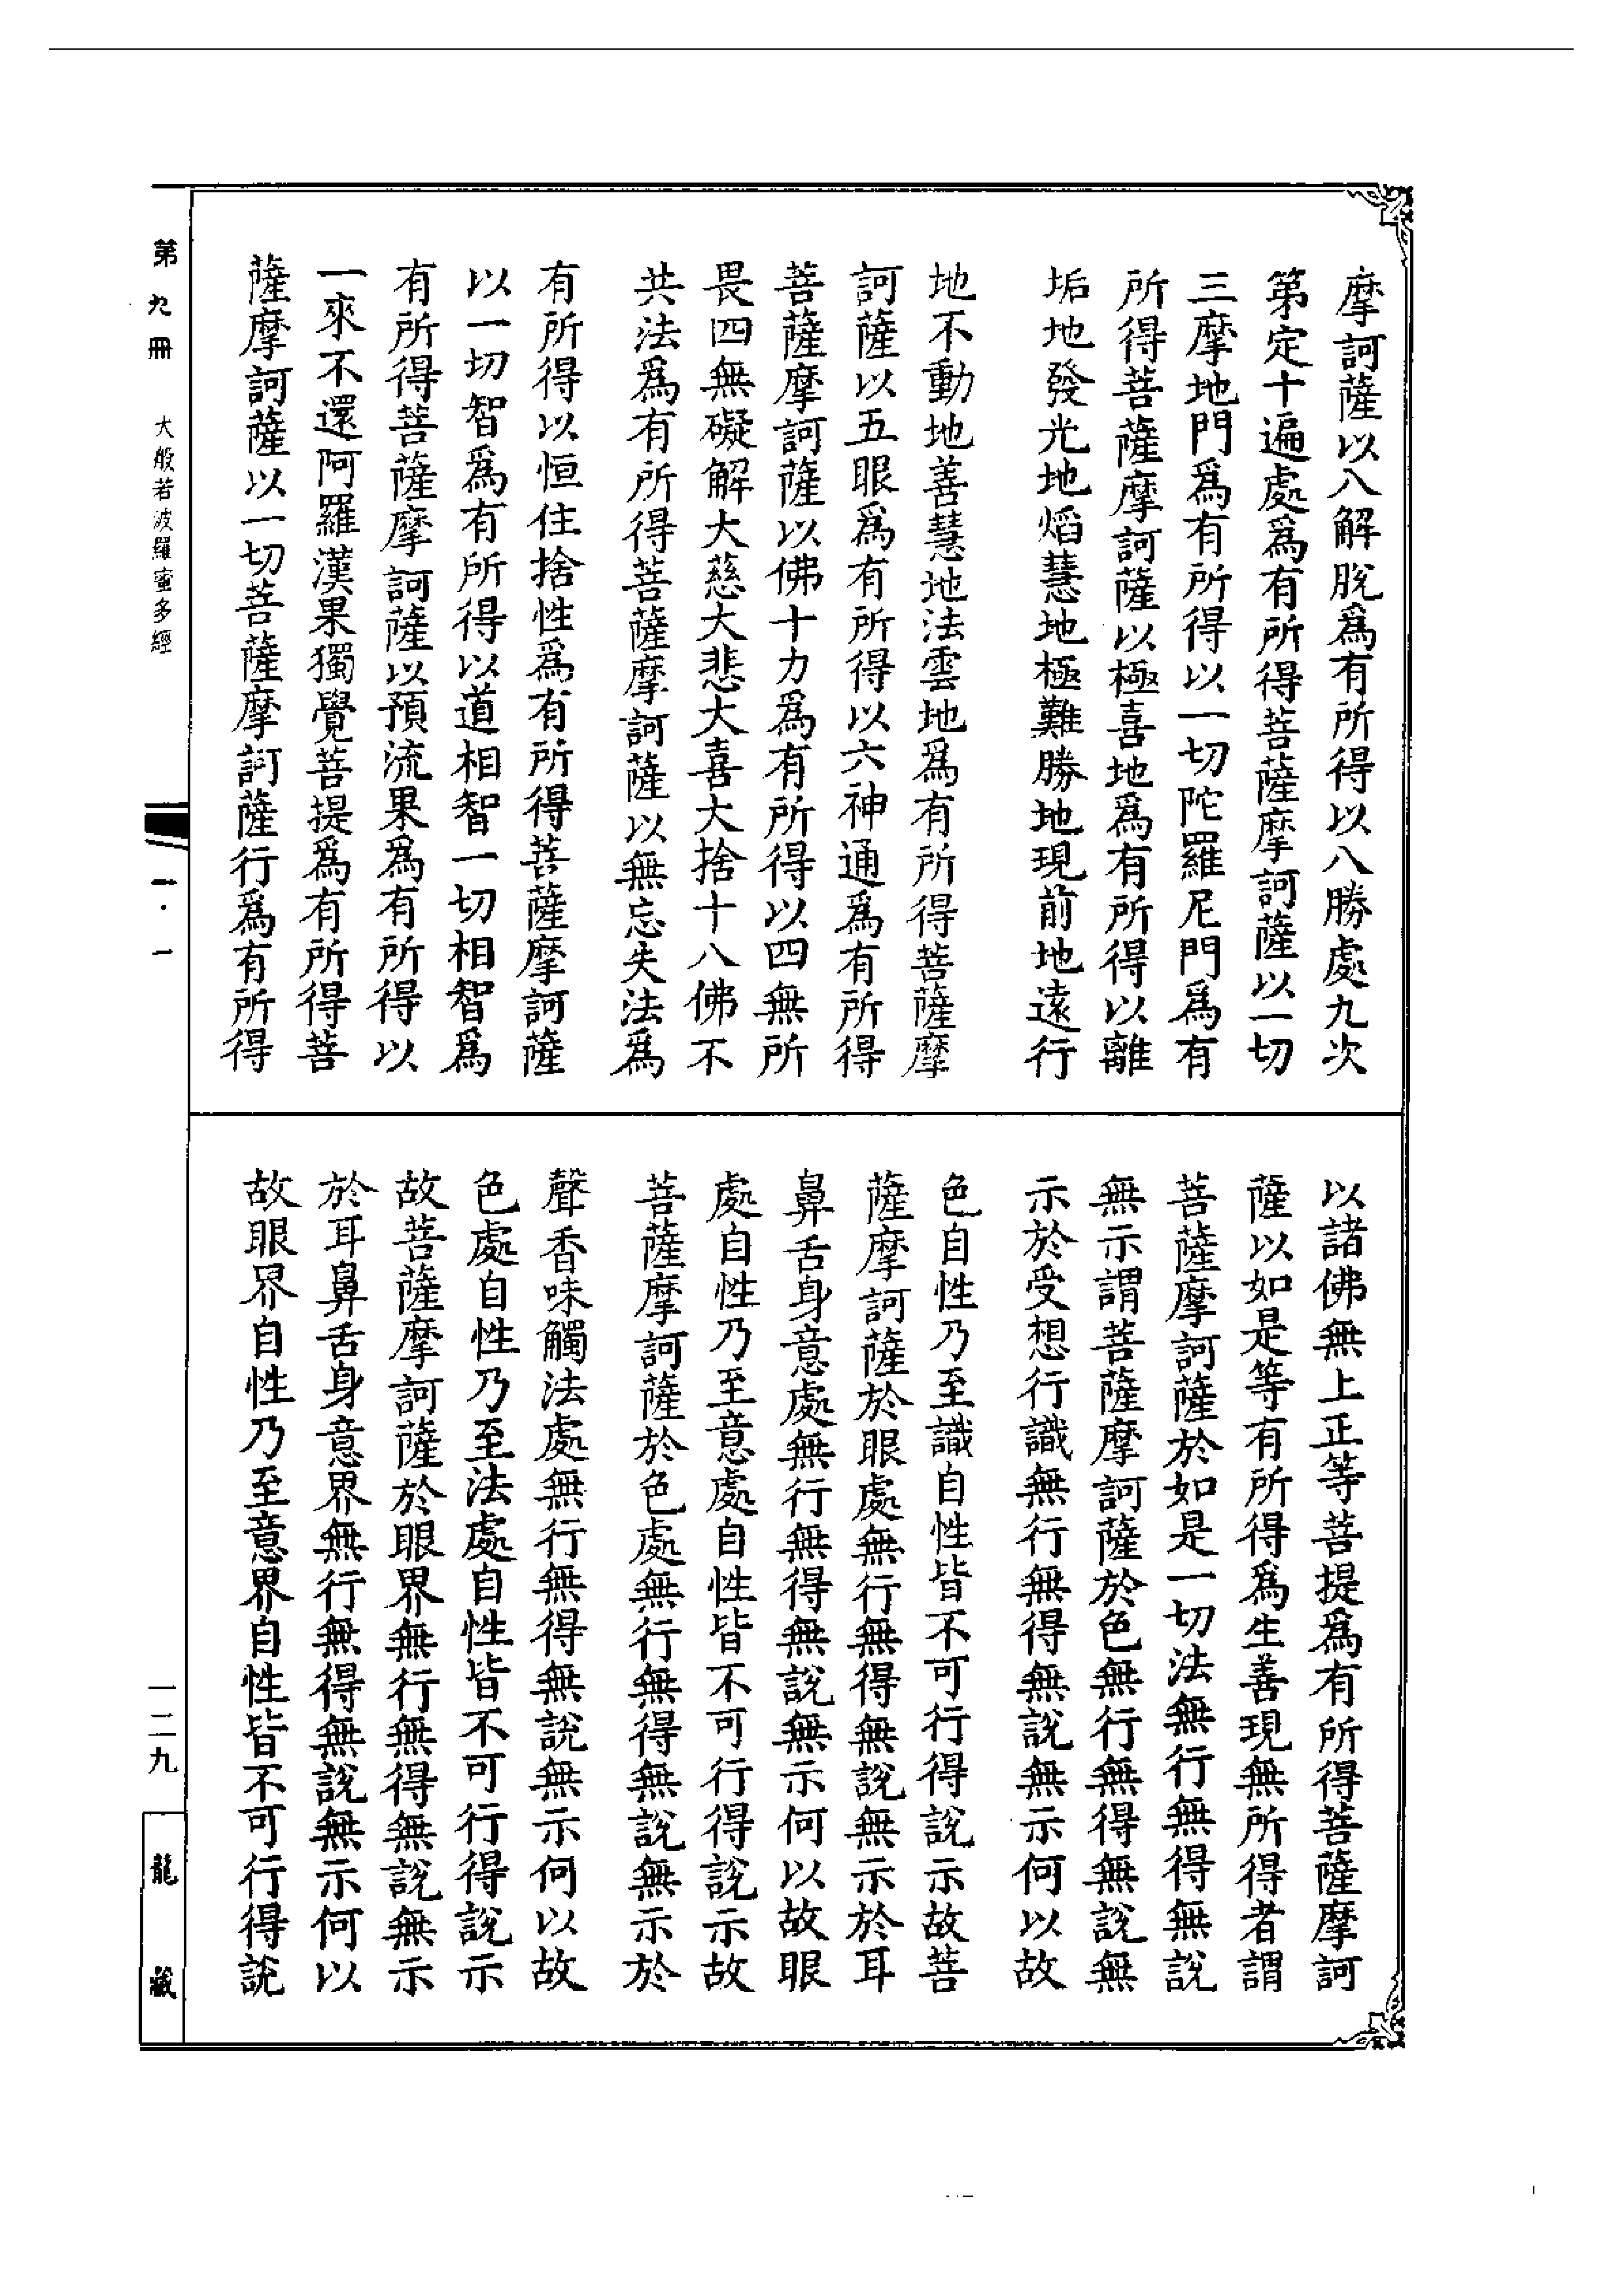 摩訶薩以八解脫爲有所得以八勝處九次
第定十遍處爲有所得菩薩摩訶薩以一切
三摩地門爲有所得以一切陀羅尼門爲有
所得菩薩摩訶薩以極喜地爲有所得以離
垢地發光地焰慧地極難勝地現前地遠行
地不動地善慧地法雲地爲有所得菩薩摩
訶薩以五眼爲有所得以六神通爲有所得
菩薩摩訶薩以佛十力爲有所得以四無所
畏四無礙解大慈大悲大喜大捨十八佛不
共法爲有所得菩薩摩訶薩以無忘失法爲
有所得以恒住捨性爲有所得菩薩摩訶薩
以一切智爲有所得以道相智一切相智爲
有所得菩薩摩訶薩以預流果爲有所得以
一來不還阿羅漢果獨覺菩提爲有所得菩
薩摩訶薩以一切菩薩摩訶薩行爲有所得
以諸佛無上正等菩提爲有所得菩薩摩訶
薩以如是等有所得爲生善現無所得者謂
菩薩摩訶薩於如是一切法無行無得無說
無示謂菩薩摩訶薩於色無行無得無說無
示於受想行識無行無得無說無示何以故
色自性乃至識自性皆不可行得說示故菩
薩摩訶薩於眼處無行無得無說無示於耳
鼻舌身意處無行無得無說無示何以故眼
處自性乃至意處自性皆不可行得說示故
菩薩摩訶薩於色處無行無得無說無示於
聲香味觸法處無行無得無說無示何以故
色處自性乃至法處自性皆不可行得說示
故菩薩摩訶薩於眼界無行無得無說無示
於耳鼻舌身意界無行無得無說無示何以
故眼界自性乃至意界自性皆不可行得說
第九冊 大般若波羅蜜多經 一·一
一二九
龍藏